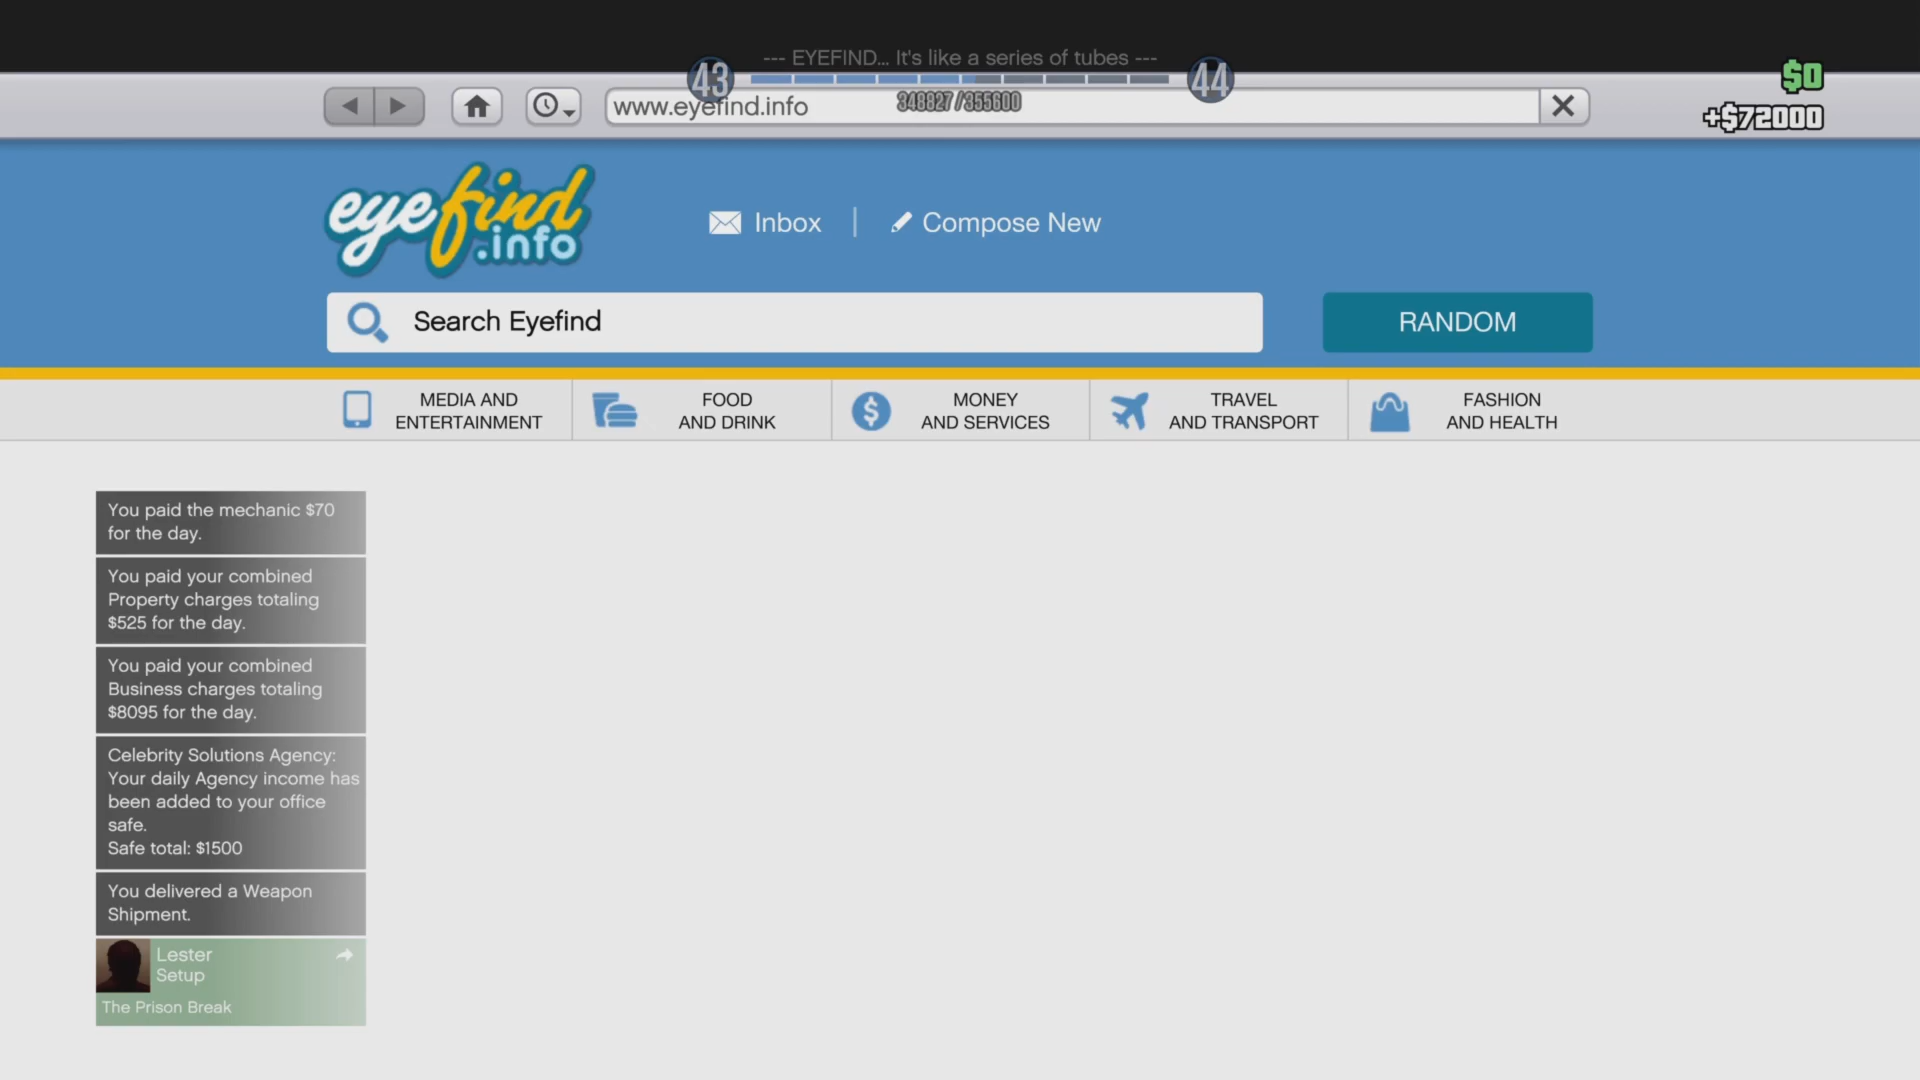 --- EYEFIND... It's like a series of tubes ---
43
44
www.eyefind.info
348827/355600
$0
+$72000
eyefind
.info
Inbox
Compose New
Search Eyefind
RANDOM
MEDIA AND
ENTERTAINMENT
FOOD
AND DRINK
MONEY
AND SERVICES
TRAVEL
AND TRANSPORT
FASHION
AND HEALTH
You paid the mechanic $70
for the day.
You paid your combined
Property charges totaling
$525 for the day.
You paid your combined
Business charges totaling
$8095 for the day.
Celebrity Solutions Agency:
Your daily Agency income has
been added to your office
safe.
Safe total: $1500
You delivered a Weapon
Shipment.
Lester
Setup
The Prison Break